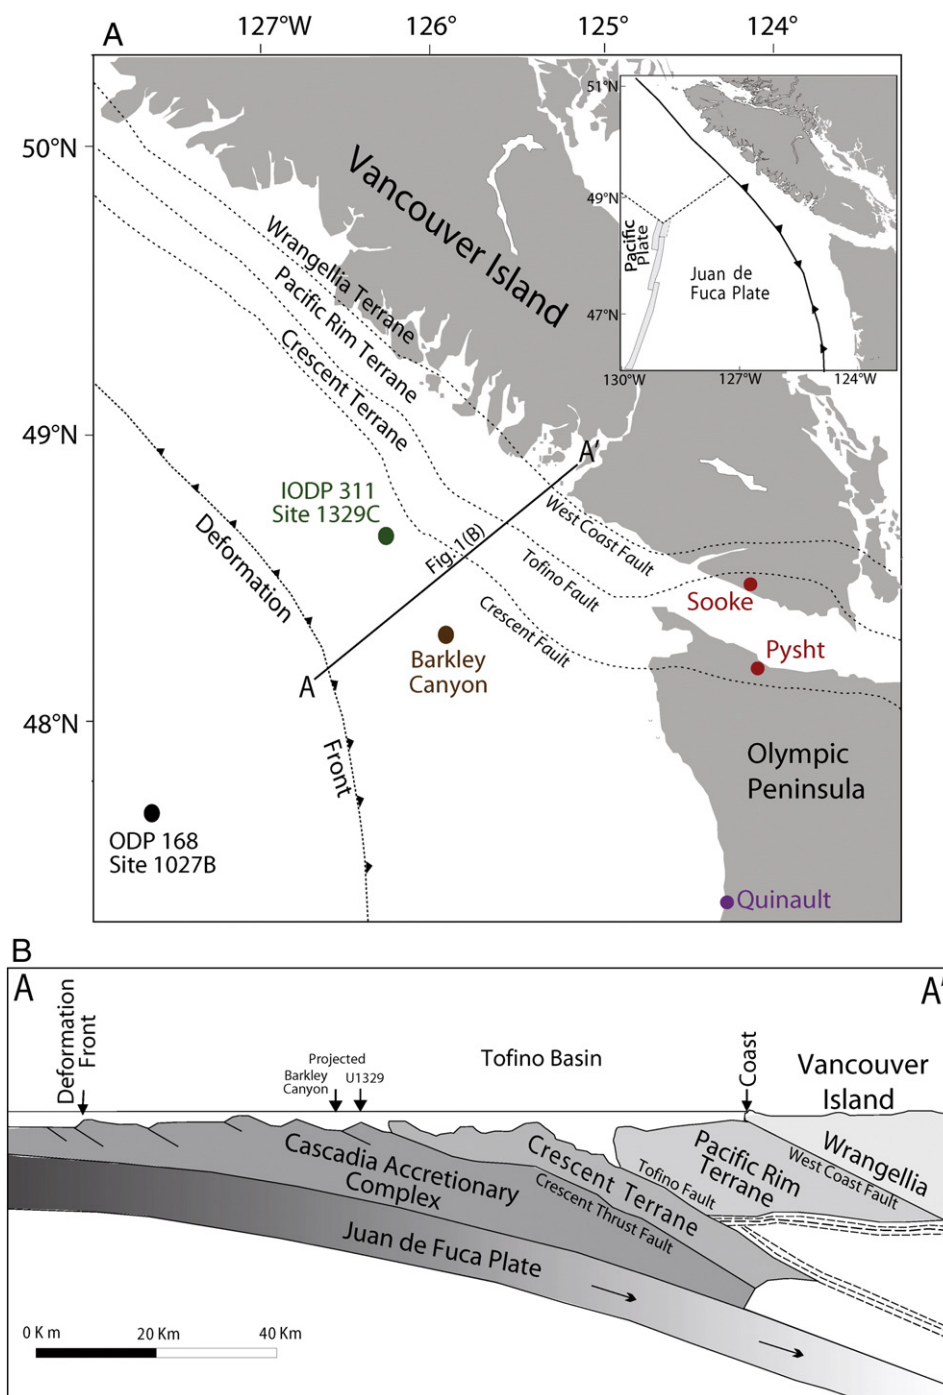 A
127°W
126°
125°
124°
50°N
49°N
48°N
Vancouver Island
Wrangellia Terrane
Pacific Rim Terrane
Crescent Terrane
51°N
49°N
47°N
Pacific
Plate
Juan de
Fuca Plate
130°W
127°W
124°W
IODP 311
Site 1329C
A'
Fig.1(B)
A
West Coast Fault
Tofino Fault
Crescent Fault
Deformation
Front
Barkley
Canyon
Sooke
Pysht
Olympic
Peninsula
ODP 168
Site 1027B
Quinault
B
A
A'
Deformation
Front
Projected
Barkley
Canyon
U1329
Tofino Basin
Coast
Vancouver
Island
Cascadia Accretionary
Complex
Crescent Terrane
Crescent Thrust Fault
Tofino Fault
Pacific Rim
Terrane
West Coast Fault
Wrangellia
Juan de Fuca Plate
0 Km
20 Km
40 Km